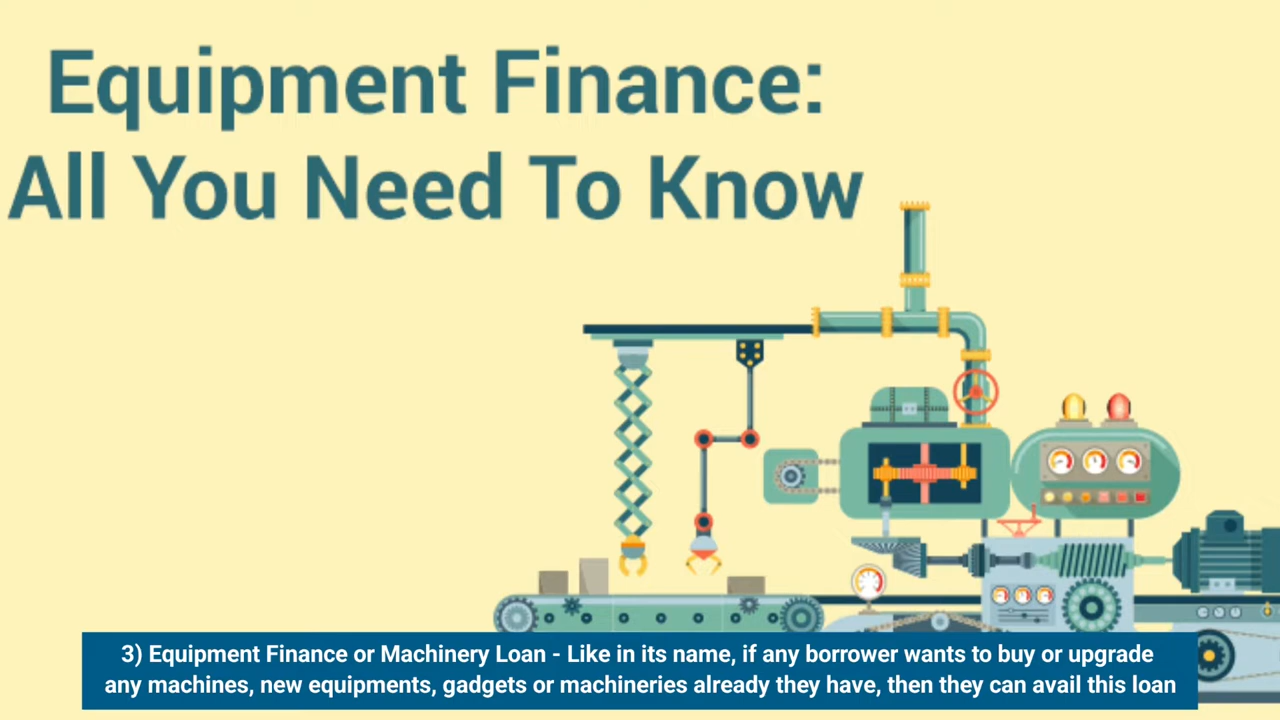 Equipment Finance:
All You Need To Know
3) Equipment Finance or Machinery Loan - Like in its name, if any borrower wants to buy or upgrade
any machines, new equipments, gadgets or machineries already they have, then they can avail this loan